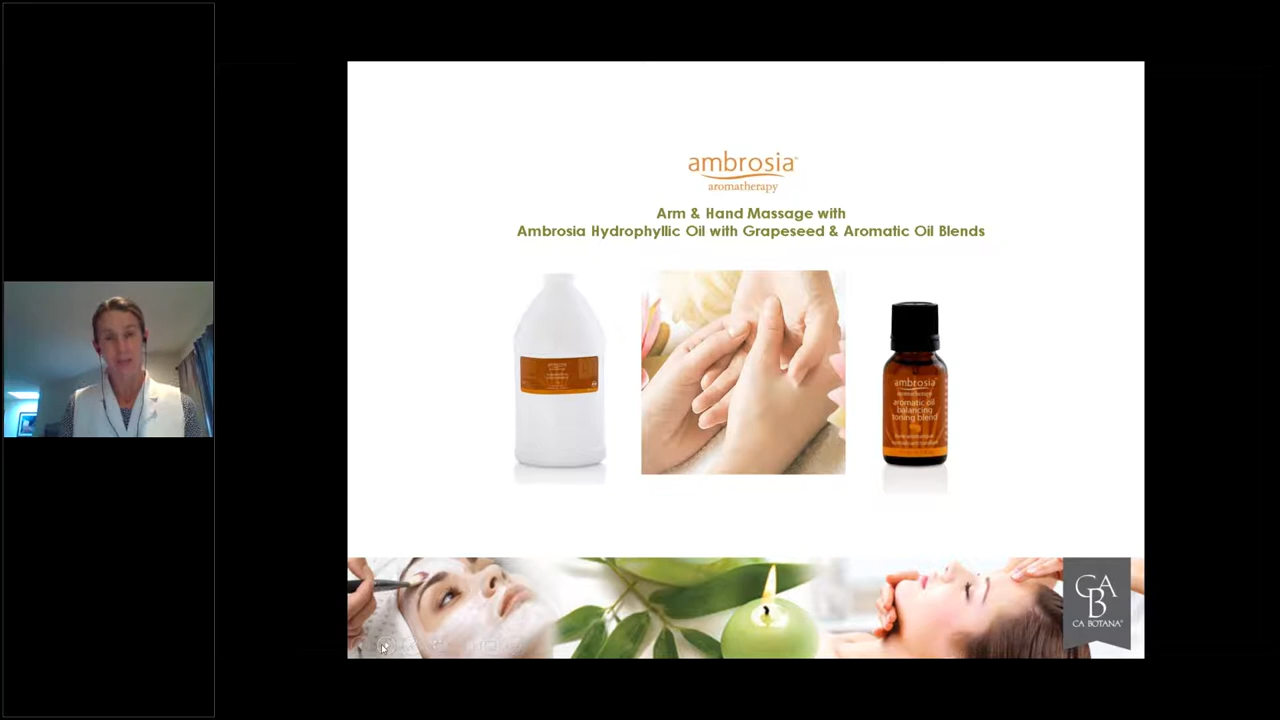 ambrosia
aromatherapy
Arm & Hand Massage with
Ambrosia Hydrophyllic Oil with Grapeseed & Aromatic Oil Blends
ambrosia
aromatherapy
aromatic oil
balancing
toning blend
CAB
CA BOTANA®